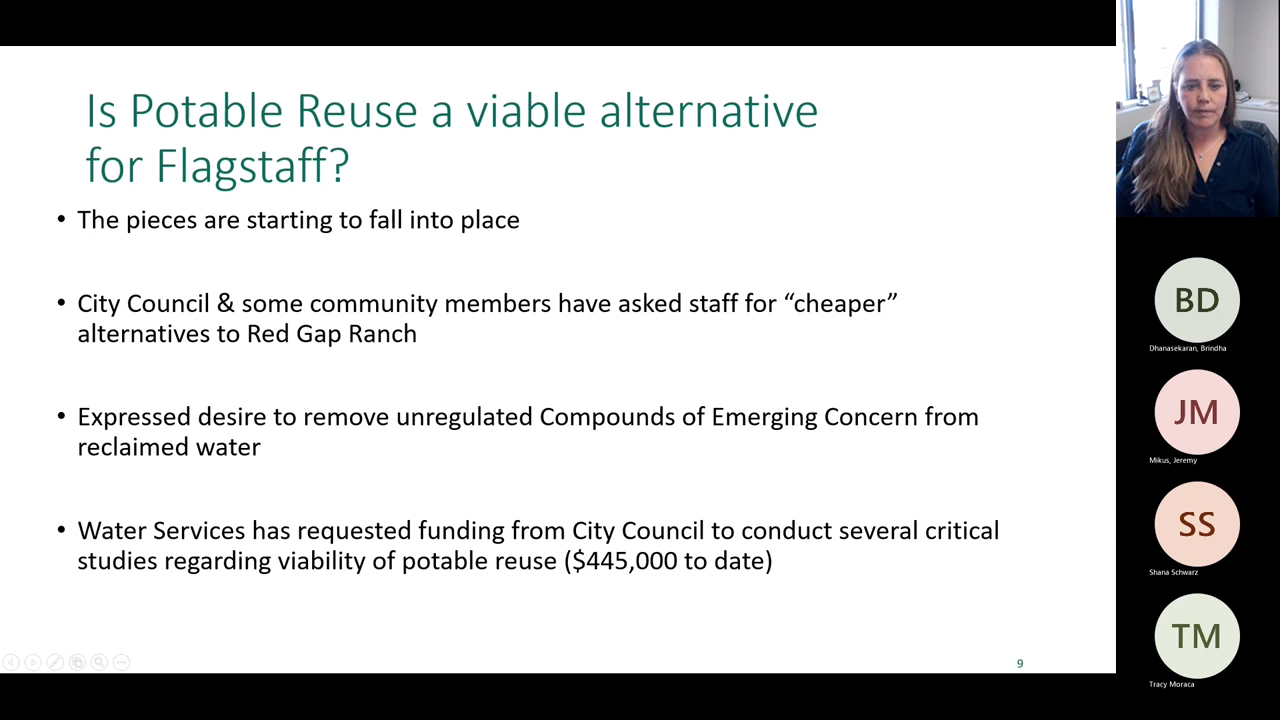 Is Potable Reuse a viable alternative
for Flagstaff?
• The pieces are starting to fall into place
• City Council & some community members have asked staff for “cheaper”
alternatives to Red Gap Ranch
• Expressed desire to remove unregulated Compounds of Emerging Concern from
reclaimed water
• Water Services has requested funding from City Council to conduct several critical
studies regarding viability of potable reuse ($445,000 to date)
9
BD
Dhanasekaran, Brindha
JM
Mikus, Jeremy
SS
Shana Schwarz
TM
Tracy Moraca